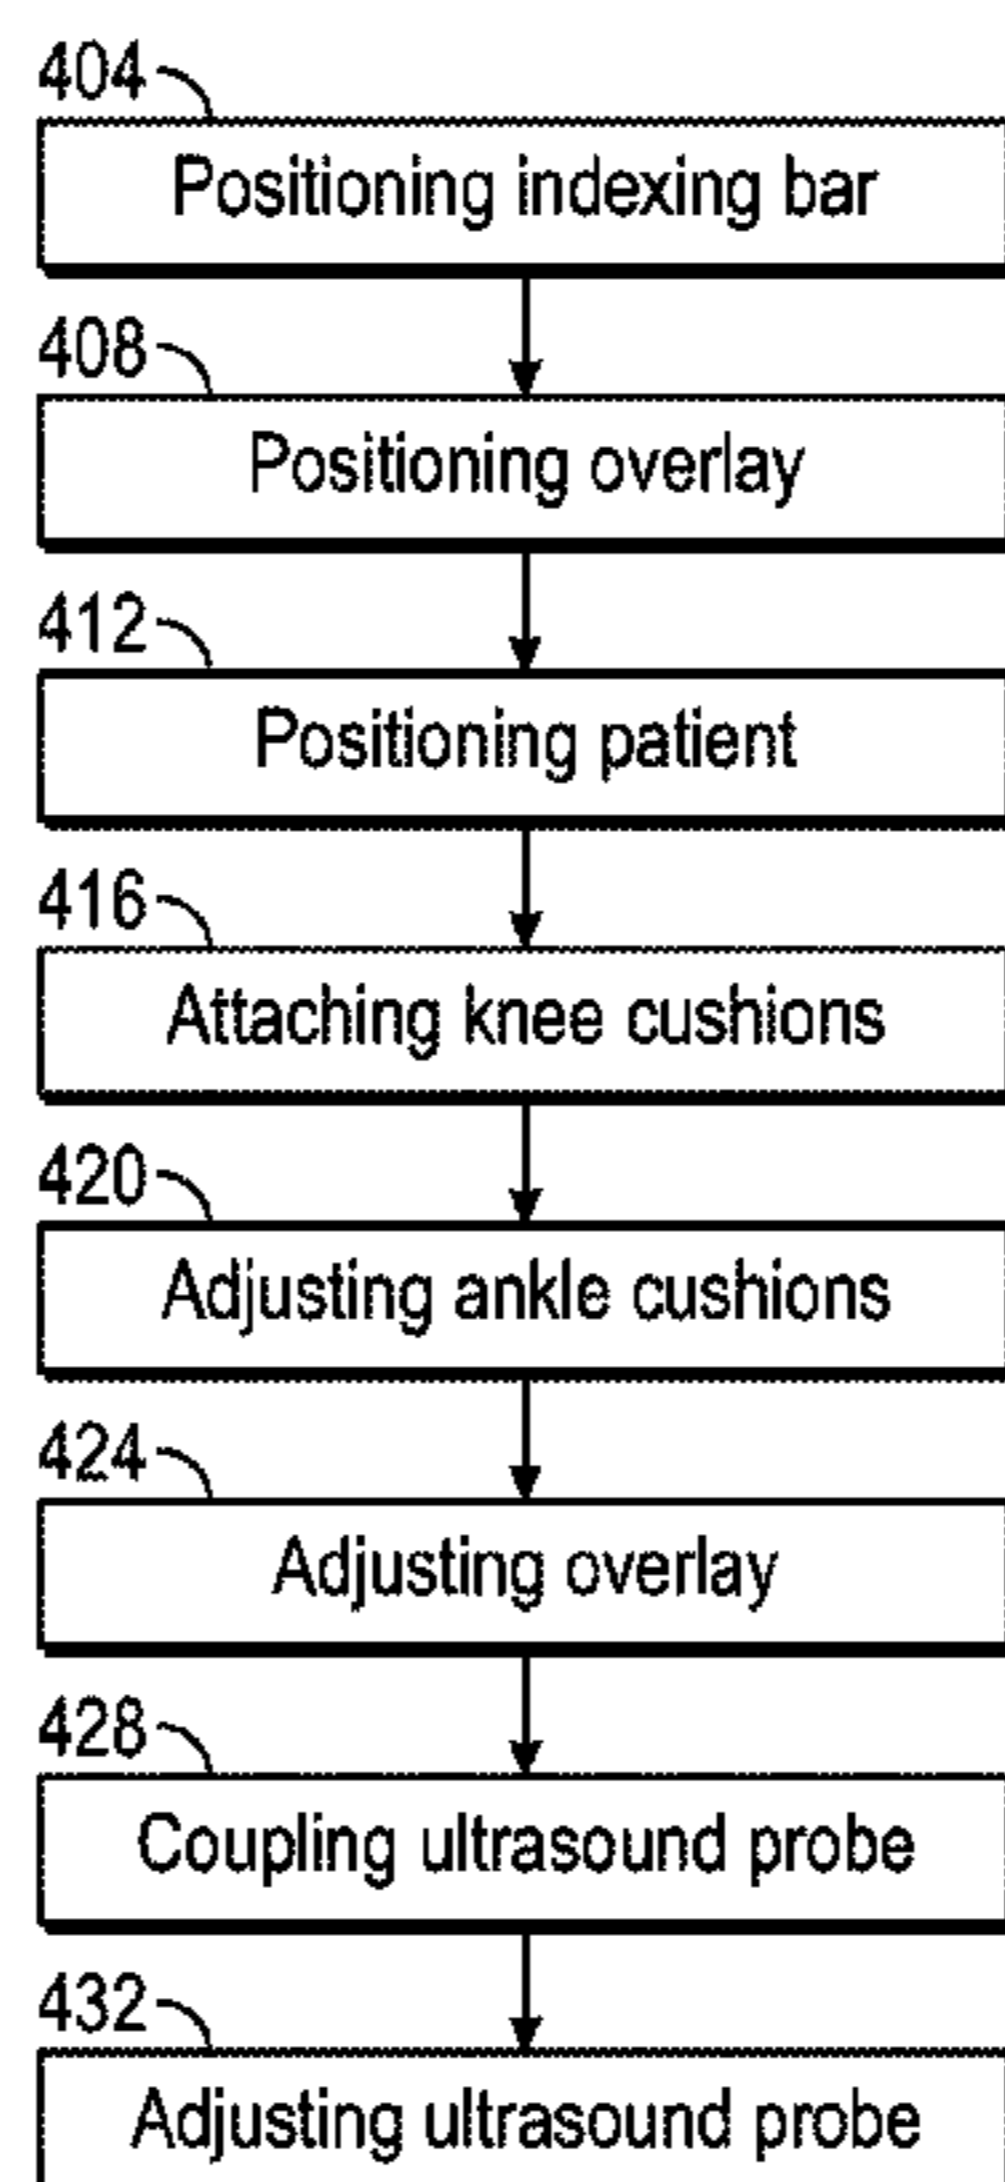 404
Positioning indexing bar
408
Positioning overlay
412
Positioning patient
416
Attaching knee cushions
420
Adjusting ankle cushions
424
Adjusting overlay
428
Coupling ultrasound probe
432
Adjusting ultrasound probe